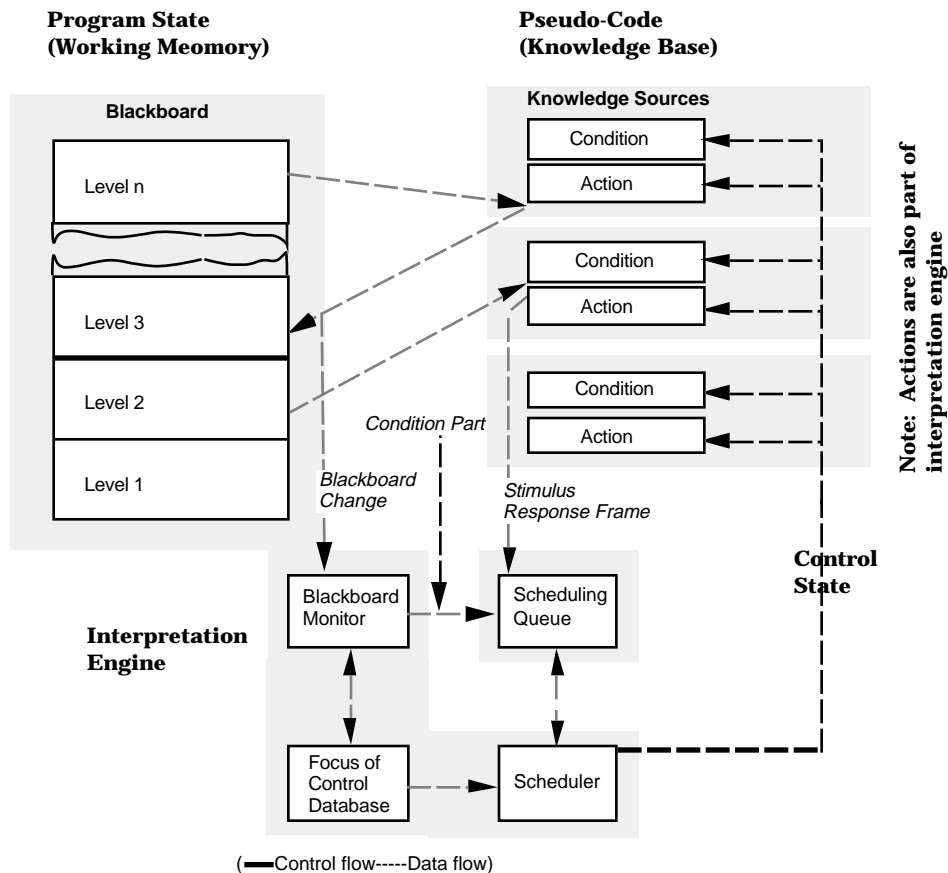 Program State
(Working Meomory)
Pseudo-Code
(Knowledge Base)
Blackboard
Level n
Level 3
Level 2
Level 1
Knowledge Sources
Condition
Action
Condition
Action
Condition
Action
Note: Actions are also part of
interpretation engine
Condition Part
Blackboard
Change
Stimulus
Response Frame
Control
State
Interpretation
Engine
Blackboard
Monitor
Scheduling
Queue
Focus of
Control
Database
Scheduler
( Control flow-----Data flow)